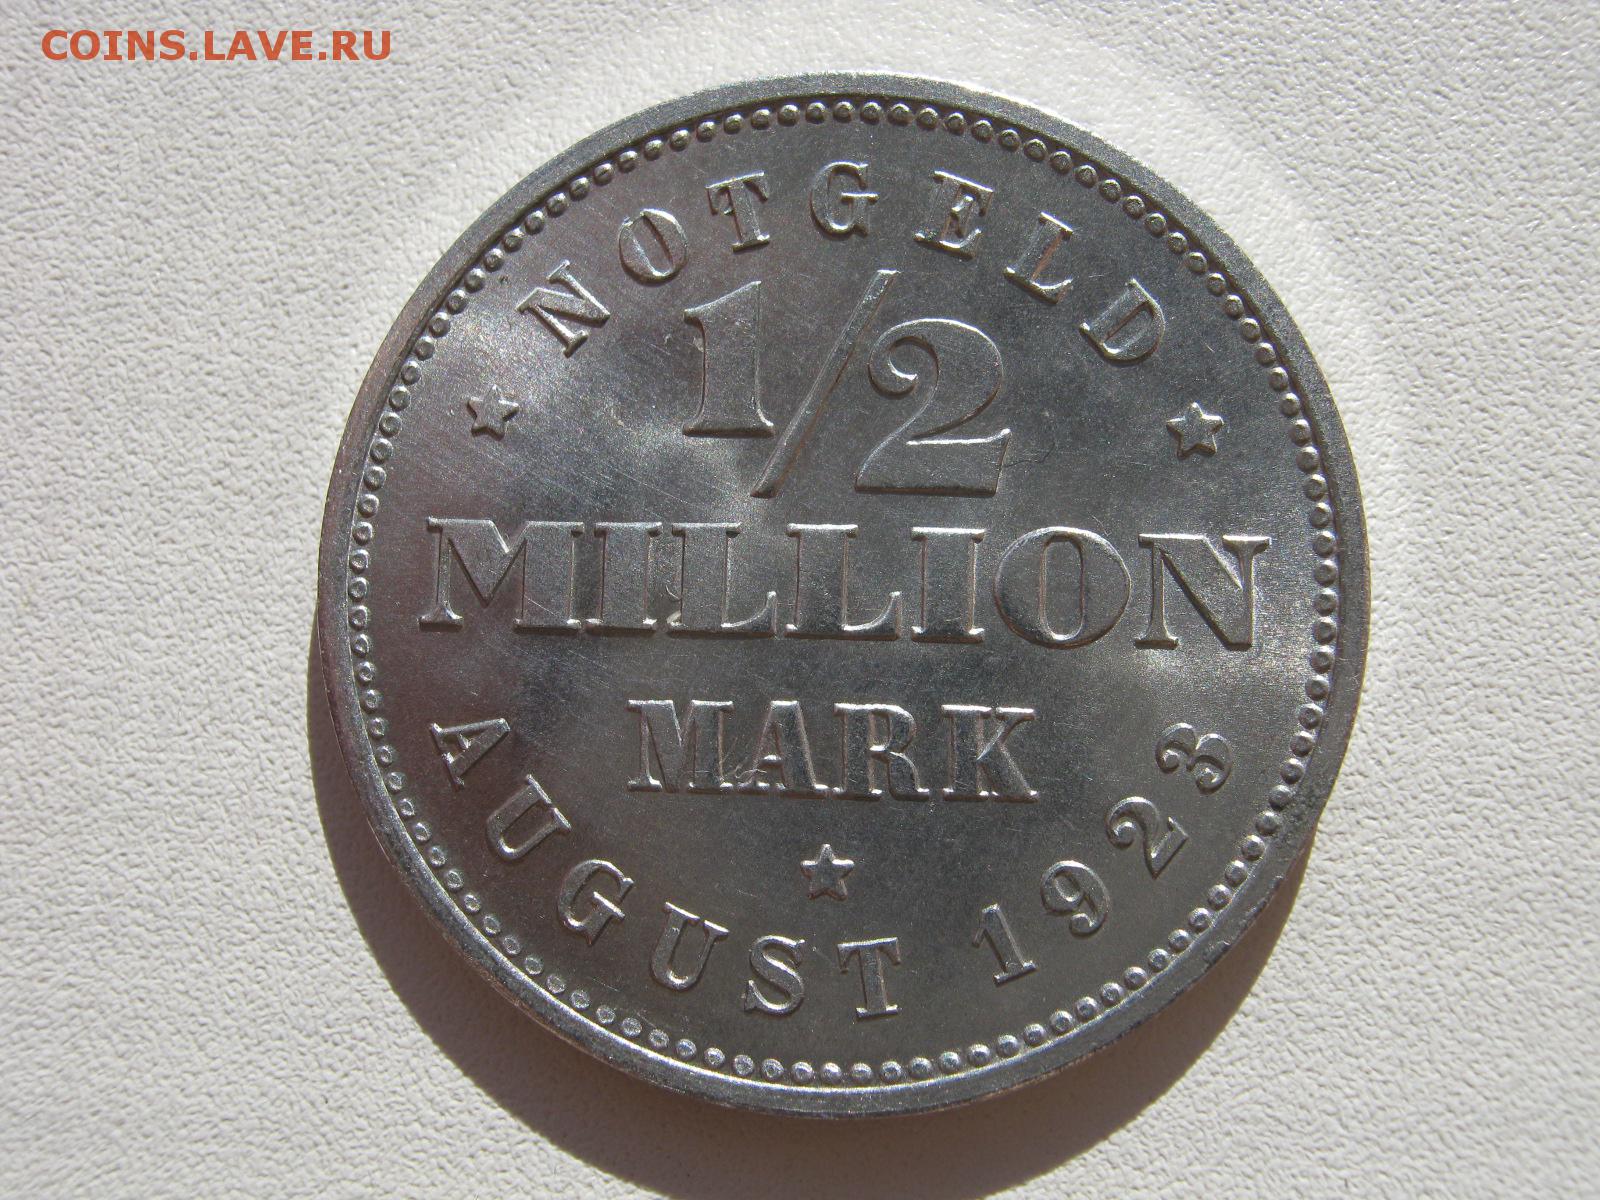 COINS.LAVE.RU
NOTGELD
1/2
MILLION
MARK
AUGUST 1923